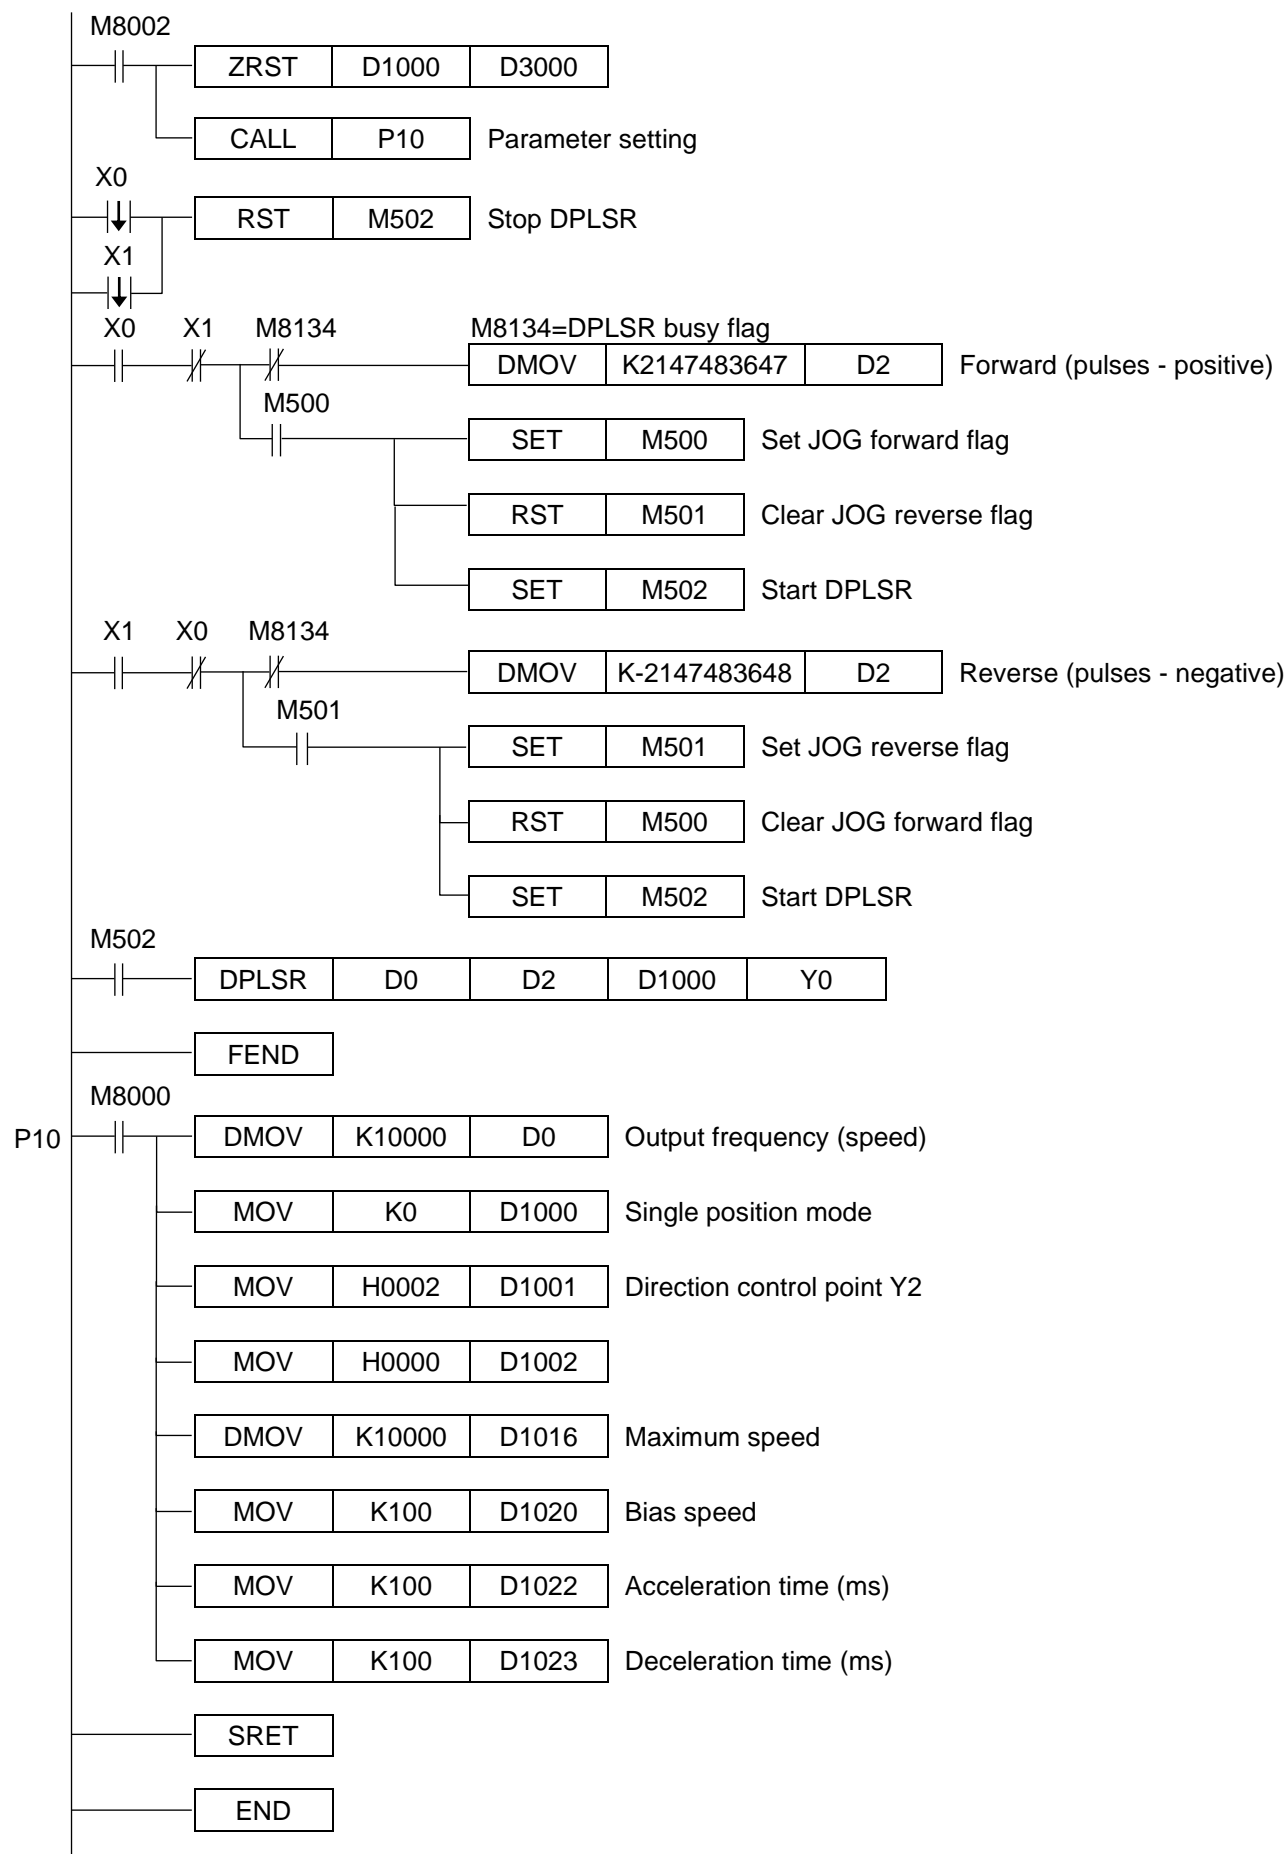 M8002
ZRST D1000 D3000
CALL P10 Parameter setting
X0
RST M502 Stop DPLSR
X1
X0 X1 M8134 M8134=DPLSR busy flag
DMOV K2147483647 D2 Forward (pulses - positive)
M500
SET M500 Set JOG forward flag
RST M501 Clear JOG reverse flag
SET M502 Start DPLSR
X1 X0 M8134
DMOV K-2147483648 D2 Reverse (pulses - negative)
M501
SET M501 Set JOG reverse flag
RST M500 Clear JOG forward flag
SET M502 Start DPLSR
M502
DPLSR D0 D2 D1000 Y0
FEND
M8000
P10 DMOV K10000 D0 Output frequency (speed)
MOV K0 D1000 Single position mode
MOV H0002 D1001 Direction control point Y2
MOV H0000 D1002
DMOV K10000 D1016 Maximum speed
MOV K100 D1020 Bias speed
MOV K100 D1022 Acceleration time (ms)
MOV K100 D1023 Deceleration time (ms)
SRET
END